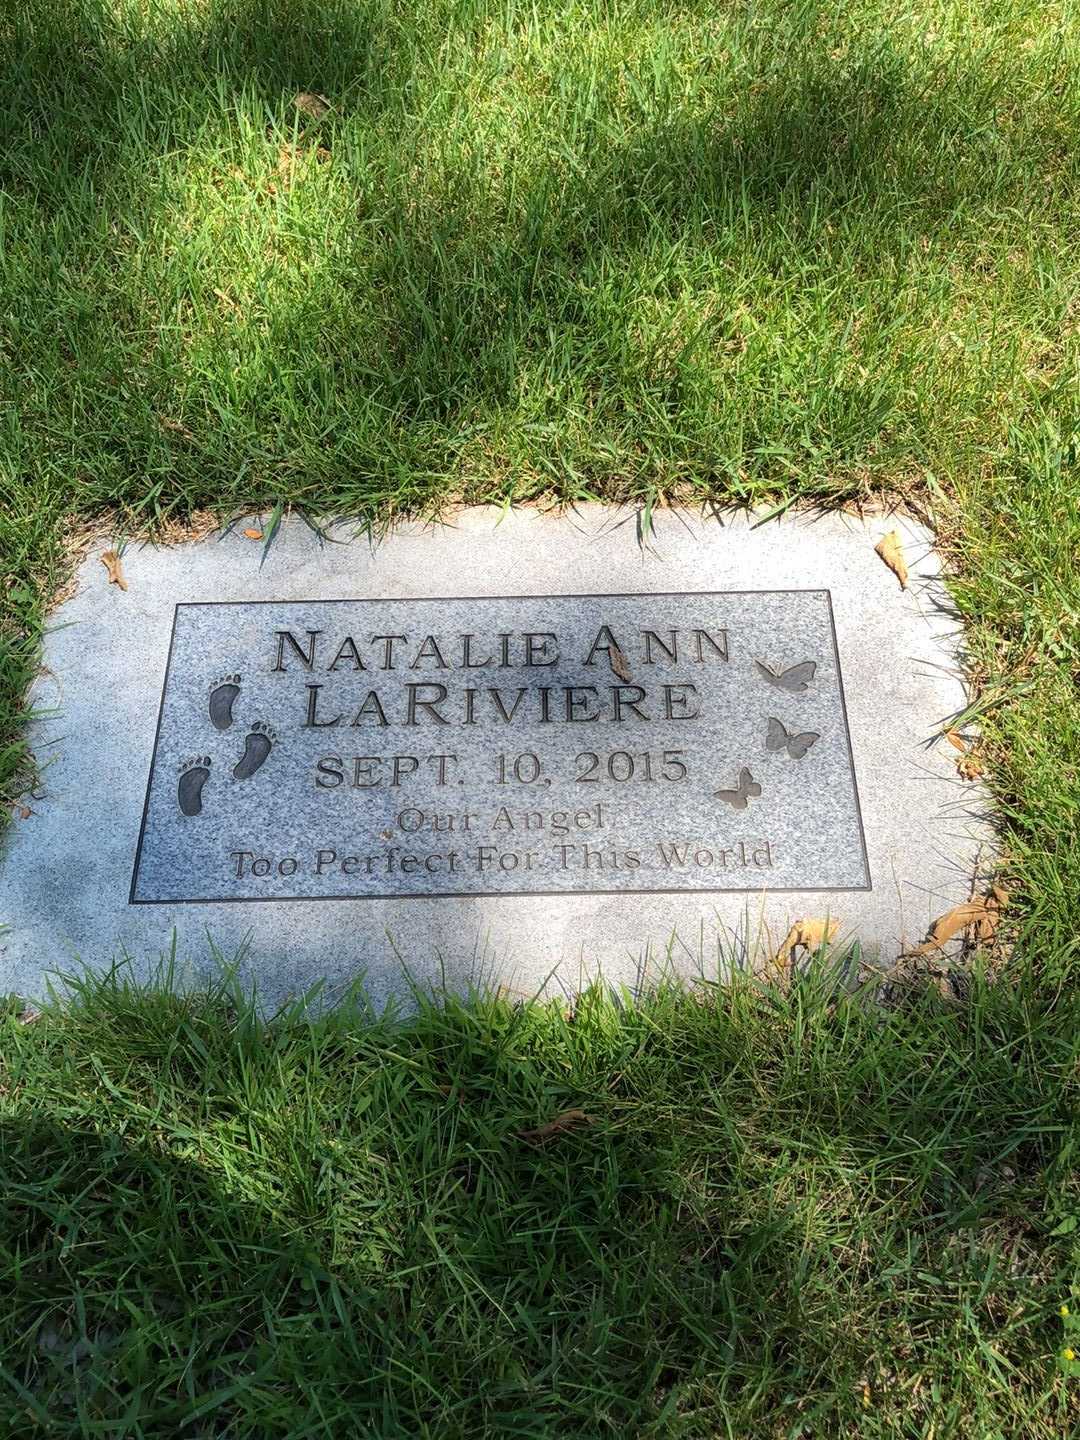 NATALIE ANN
LARIVIERE
SEPT. 10, 2015
Our Angel
Too Perfect For This World